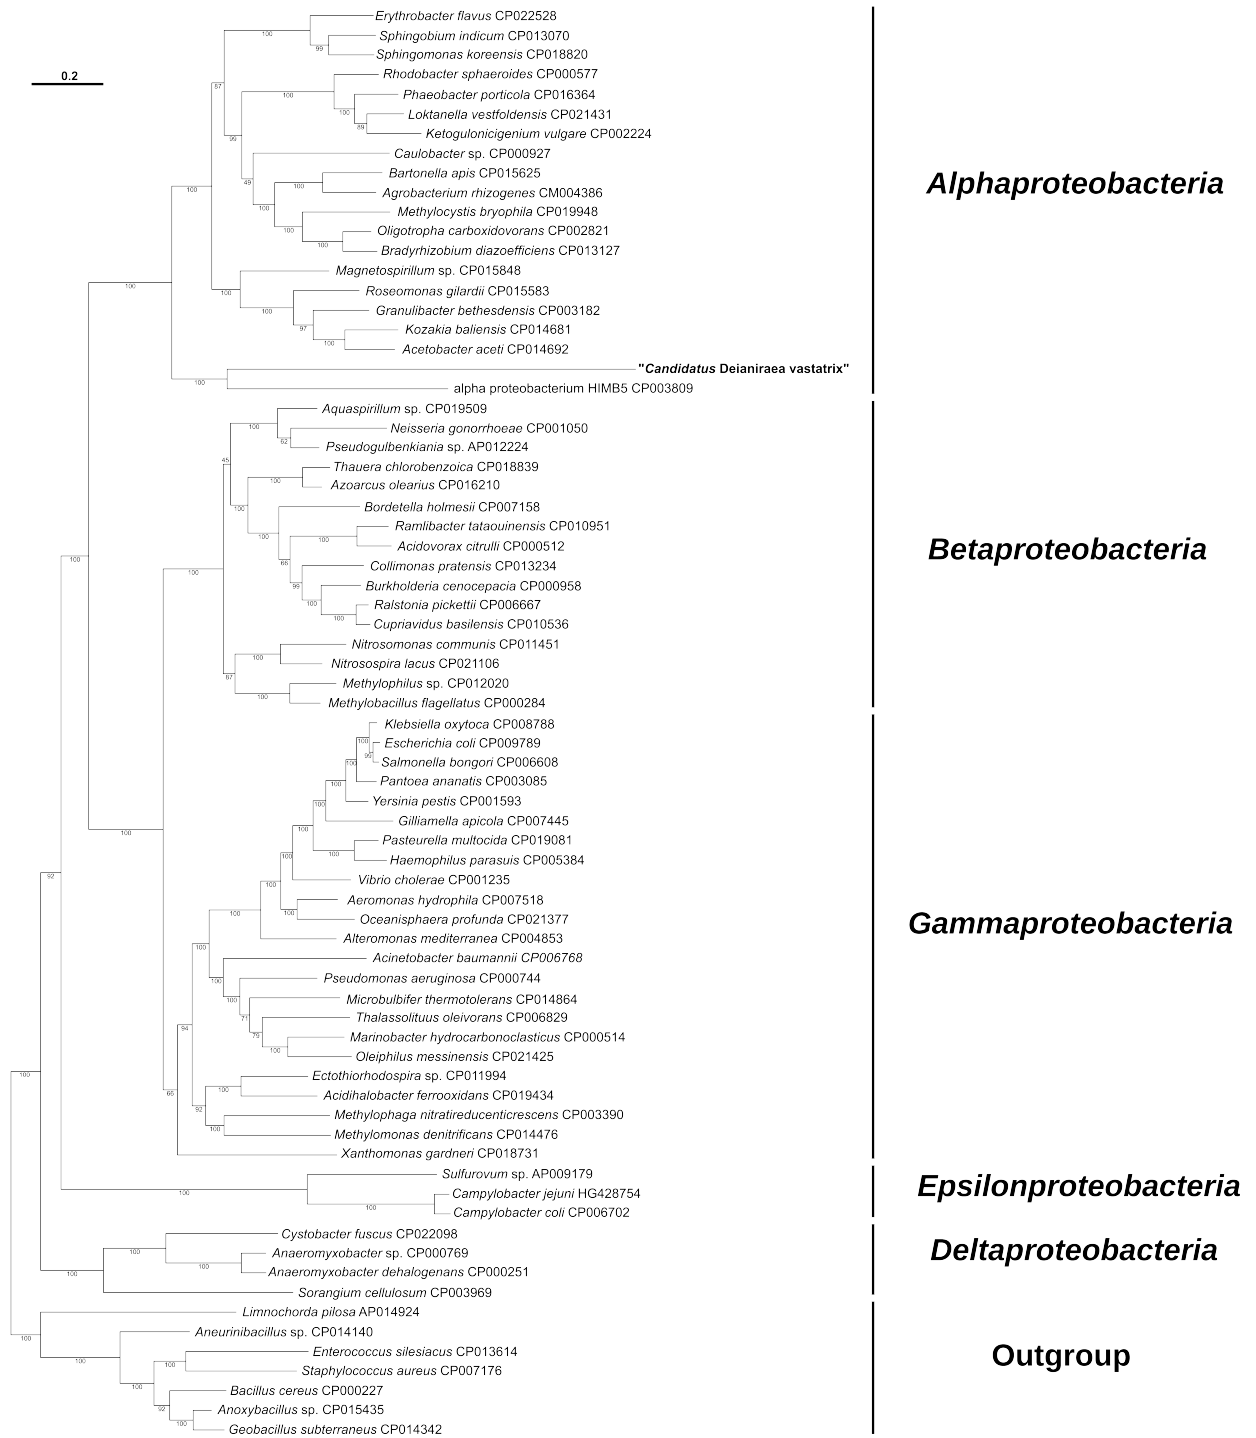 Erythrobacter flavus CP022528
Sphingobium indicum CP013070
Sphingomonas koreensis CP018820
Rhodobacter sphaeroides CP000577
0.2
Phaeobacter porticola CP016364
Loktanella vestfoldensis CP021431
Ketogulonicigenium vulgare CP002224
Caulobacter sp. CP000927
Bartonella apis CP015625
Alphaproteobacteria
Agrobacterium rhizogenes CM004386
Methylocystis bryophila CP019948
Oligotropha carboxidovorans CP002821
Bradyrhizobium diazoefficiens CP013127
Magnetospirillum sp. CP015848
Roseomonas gilardii CP015583
Granulibacter bethesdensis CP003182
Kozakia baliensis CP014681
Acetobacter aceti CP014692
"Candidatus Deianiraea vastatrix"
alpha proteobacterium HIMB5 CP003809
Aquaspirillum sp. CP019509
Neisseria gonorrhoeae CP001050
Pseudogulbenkiania sp. AP012224
Thauera chlorobenzoica CP018839
Azoarcus olearius CP016210
Bordetella holmesii CP007158
Ramlibacter tataouinensis CP010951
Acidovorax citrulli CP000512
Betaproteobacteria
Collimonas pratensis CP013234
Burkholderia cenocepacia CP000958
Ralstonia pickettii CP006667
Cupriavidus basilensis CP010536
Nitrosomonas communis CP011451
Nitrosospira lacus CP021106
Methylophilus sp. CP012020
Methylobacillus flagellatus CP000284
Klebsiella oxytoca CP008788
Escherichia coli CP009789
Salmonella bongori CP006608
Pantoea ananatis CP003085
Yersinia pestis CP001593
Gilliamella apicola CP007445
Pasteurella multocida CP019081
Haemophilus parasuis CP005384
Vibrio cholerae CP001235
Aeromonas hydrophila CP007518
Oceanisphaera profunda CP021377
Gammaproteobacteria
Alteromonas mediterranea CP004853
Acinetobacter baumannii CP006768
Pseudomonas aeruginosa CP000744
Microbulbifer thermotolerans CP014864
Thalassolituus oleivorans CP006829
Marinobacter hydrocarbonoclasticus CP000514
Oleiphilus messinensis CP021425
Ectothiorhodospira sp. CP011994
Acidihalobacter ferrooxidans CP019434
Methylophaga nitratireducenticrescens CP003390
Methylomonas denitrificans CP014476
Xanthomonas gardneri CP018731
Sulfurovum sp. AP009179
Epsilonproteobacteria
Campylobacter jejuni HG428754
Campylobacter coli CP006702
Cystobacter fuscus CP022098
Deltaproteobacteria
Anaeromyxobacter sp. CP000769
Anaeromyxobacter dehalogenans CP000251
Sorangium cellulosum CP003969
Limnochorda pilosa AP014924
Aneurinibacillus sp. CP014140
Enterococcus silesiacus CP013614
Outgroup
Staphylococcus aureus CP007176
Bacillus cereus CP000227
Anoxybacillus sp. CP015435
Geobacillus subterraneus CP014342